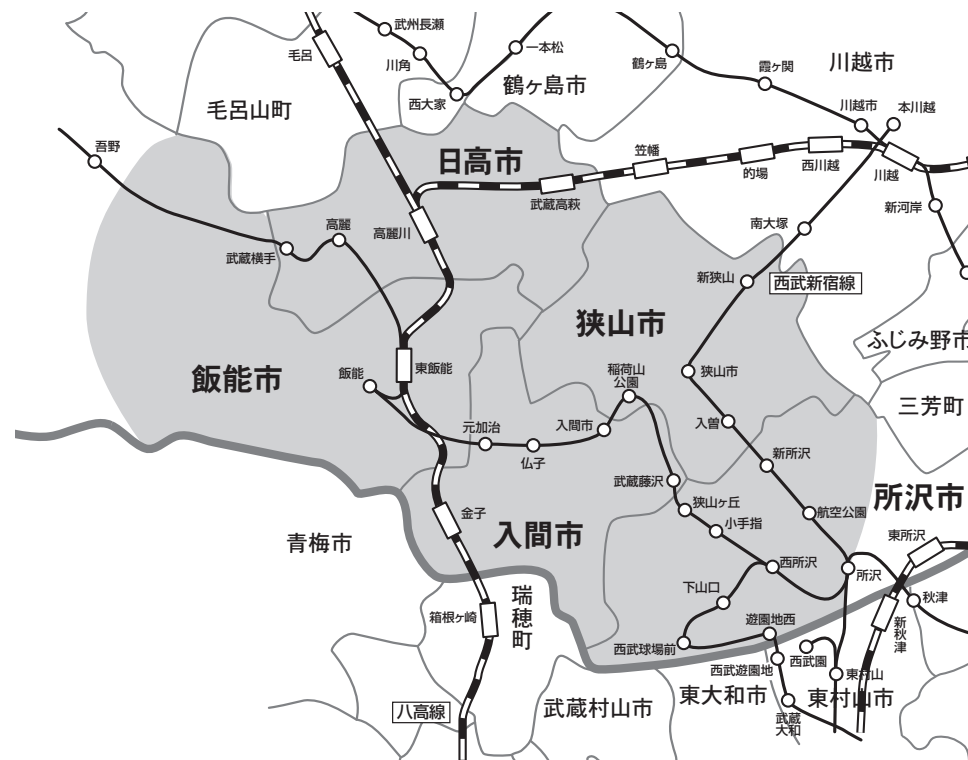 武州長瀬
毛呂
川角
一本松
鶴ヶ島
霞ヶ関
川越市
西大家
鶴ヶ島市
毛呂山町
川越市
本川越
吾野
日高市
笠幡
的場
西川越
川越
武蔵高萩
新河岸
高麗
高麗川
武蔵横手
南大塚
新狭山
西武新宿線
狭山市
ふじみ野市
飯能市
飯能
東飯能
稲荷山
公園
狭山市
三芳町
元加治
入間市
入曽
仏子
新所沢
武蔵藤沢
所沢市
狭山ヶ丘
航空公園
金子
入間市
小手指
東所沢
青梅市
西所沢
所沢
下山口
瑞穂町
箱根ヶ崎
秋津
遊園地西
新秋津
西武球場前
西武園
西武遊園地
東村山
東大和市
東村山市
八高線
武蔵村山市
武蔵
大和